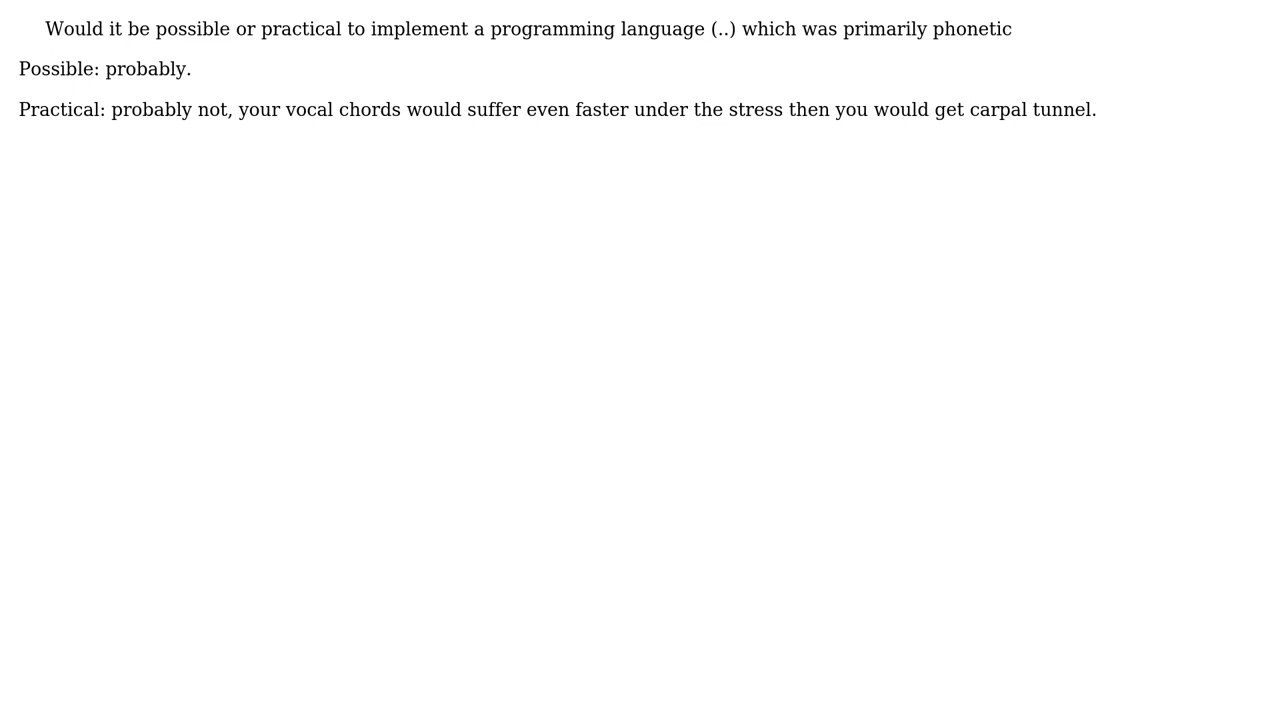 Would it be possible or practical to implement a programming language (..) which was primarily phonetic
Possible: probably.
Practical: probably not, your vocal chords would suffer even faster under the stress then you would get carpal tunnel.